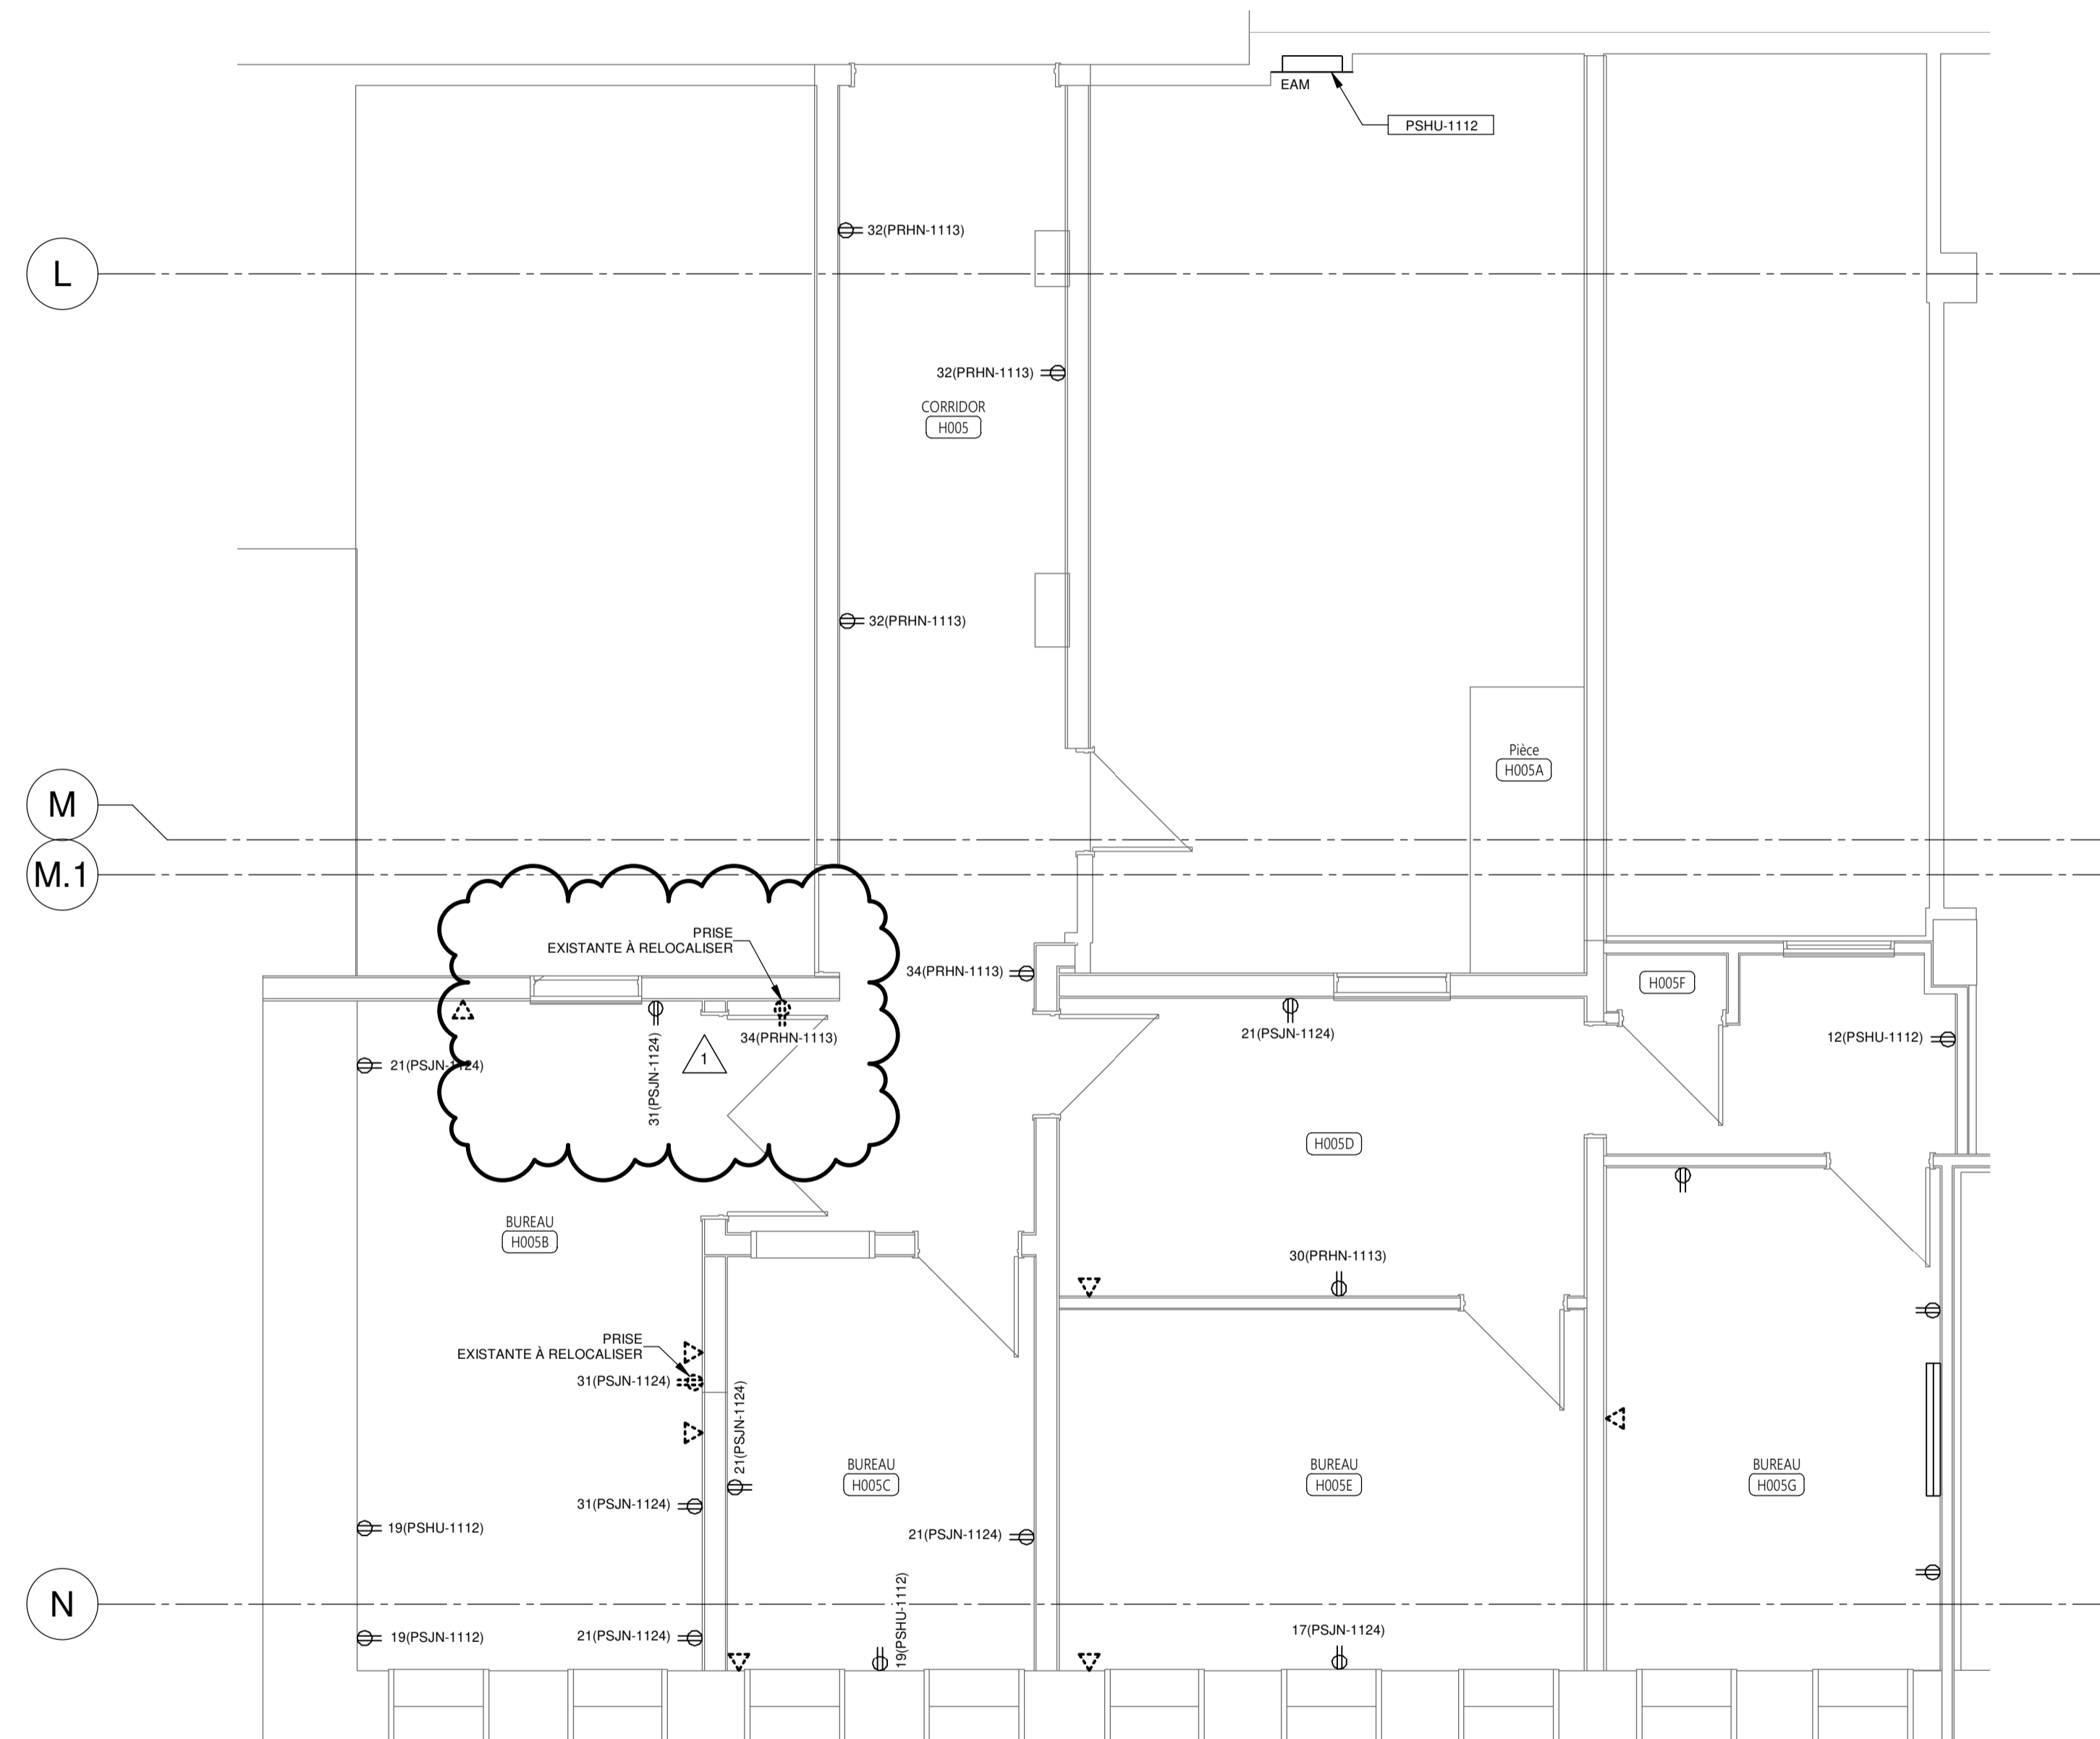 EAM
PSHU-1112
32(PRHN-1113)
L
32(PRHN-1113)
CORRIDOR
H005
32(PRHN-1113)
Pièce
H005A
M
M.1
PRISE
EXISTANTE À RELOCALISER
34(PRHN-1113)
H005F
34(PRHN-1113)
21(PSJN-1124)
12(PSHU-1112)
1
21(PSJN-1124)
31(PSJN-1124)
H005D
BUREAU
H005B
30(PRHN-1113)
PRISE
EXISTANTE À RELOCALISER
31(PSJN-1124)
21(PSJN-1124)
BUREAU
H005C
BUREAU
H005E
BUREAU
H005G
31(PSJN-1124)
19(PSHU-1112)
21(PSJN-1124)
N
19(PSHU-1112)
19(PSJN-1112)
21(PSJN-1124)
17(PSJN-1124)